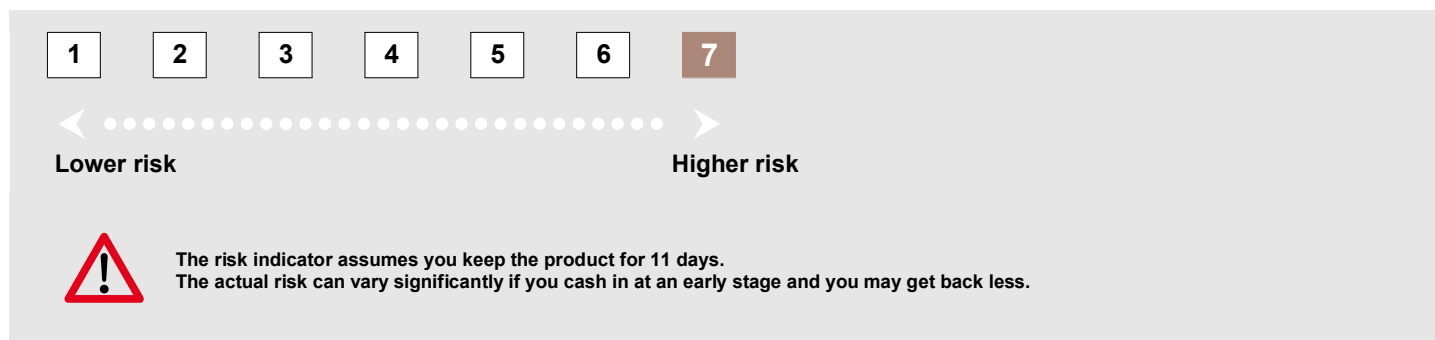 1 2 3 4 5 6 7
Lower risk Higher risk
The risk indicator assumes you keep the product for 11 days.
The actual risk can vary significantly if you cash in at an early stage and you may get back less.